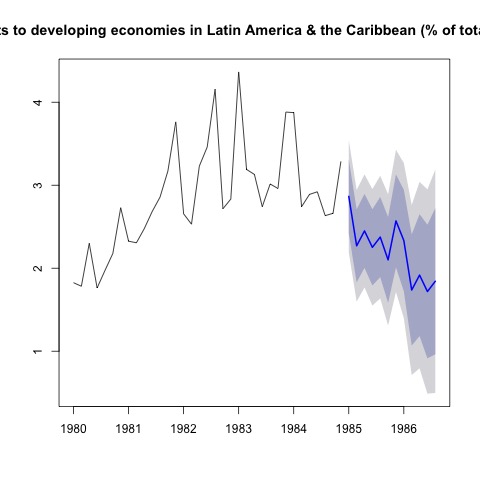 ts to developing economies in Latin America & the Caribbean (% of tota
4
3
2
1
1980 1981 1982 1983 1984 1985 1986